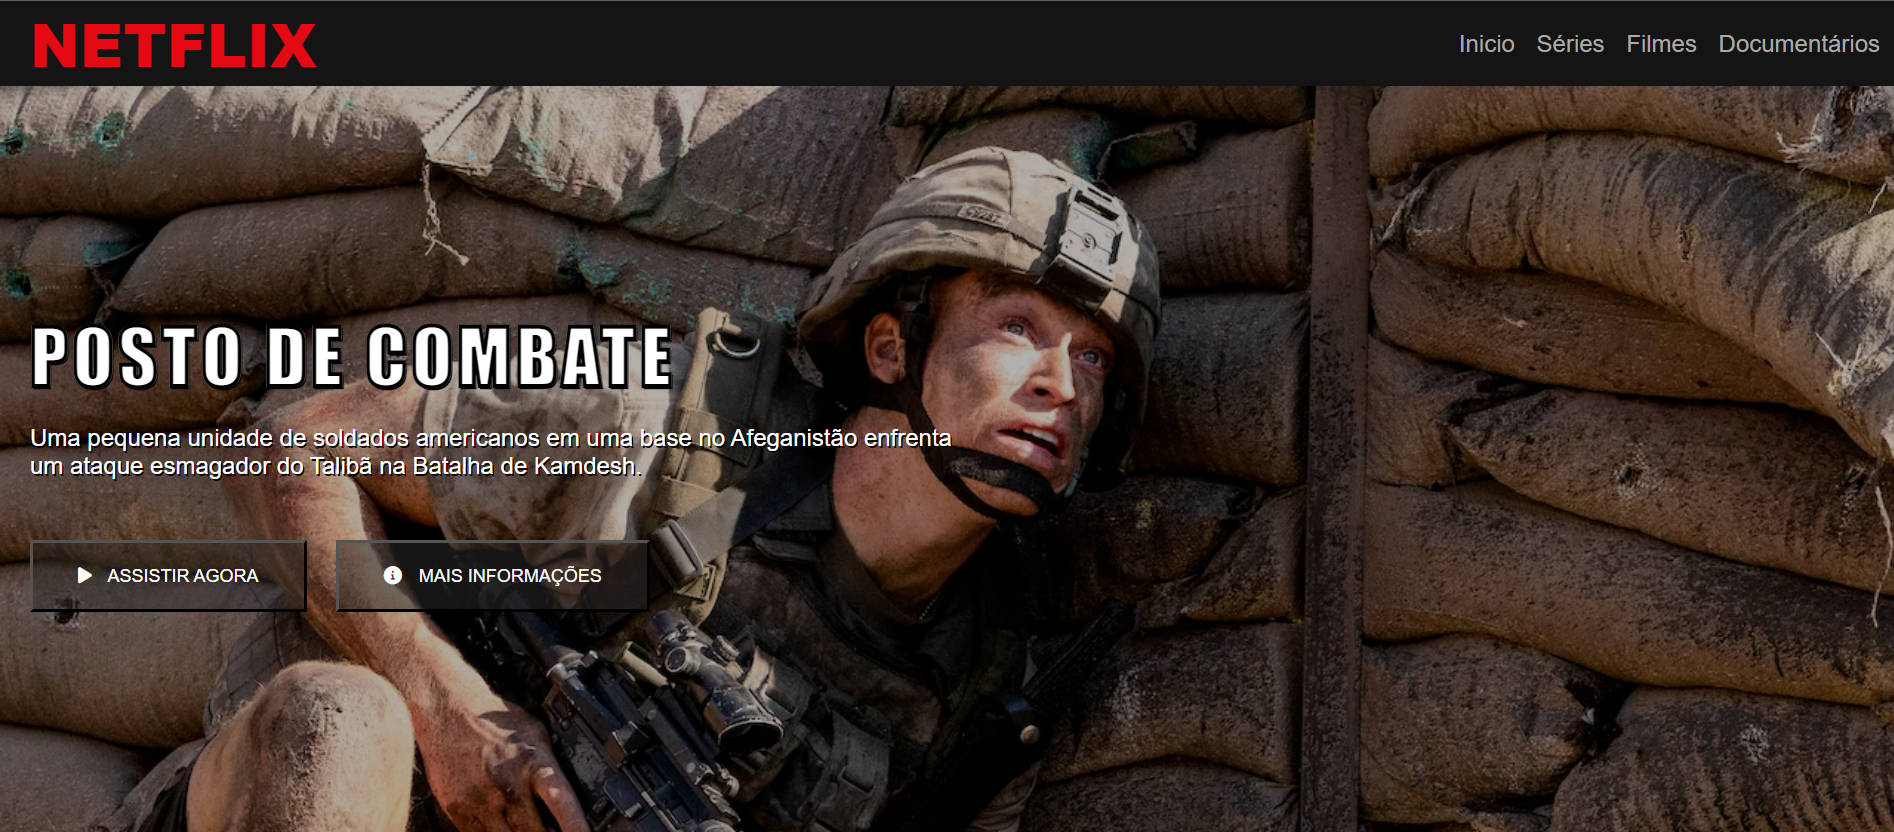 NETFLIX
Inicio Séries Filmes Documentários
POSTO DE COMBATE
Uma pequena unidade de soldados americanos em uma base no Afeganistão enfrenta
um ataque esmagador do Talibã na Batalha de Kamdesh.
ASSISTIR AGORA
MAIS INFORMAÇÕES